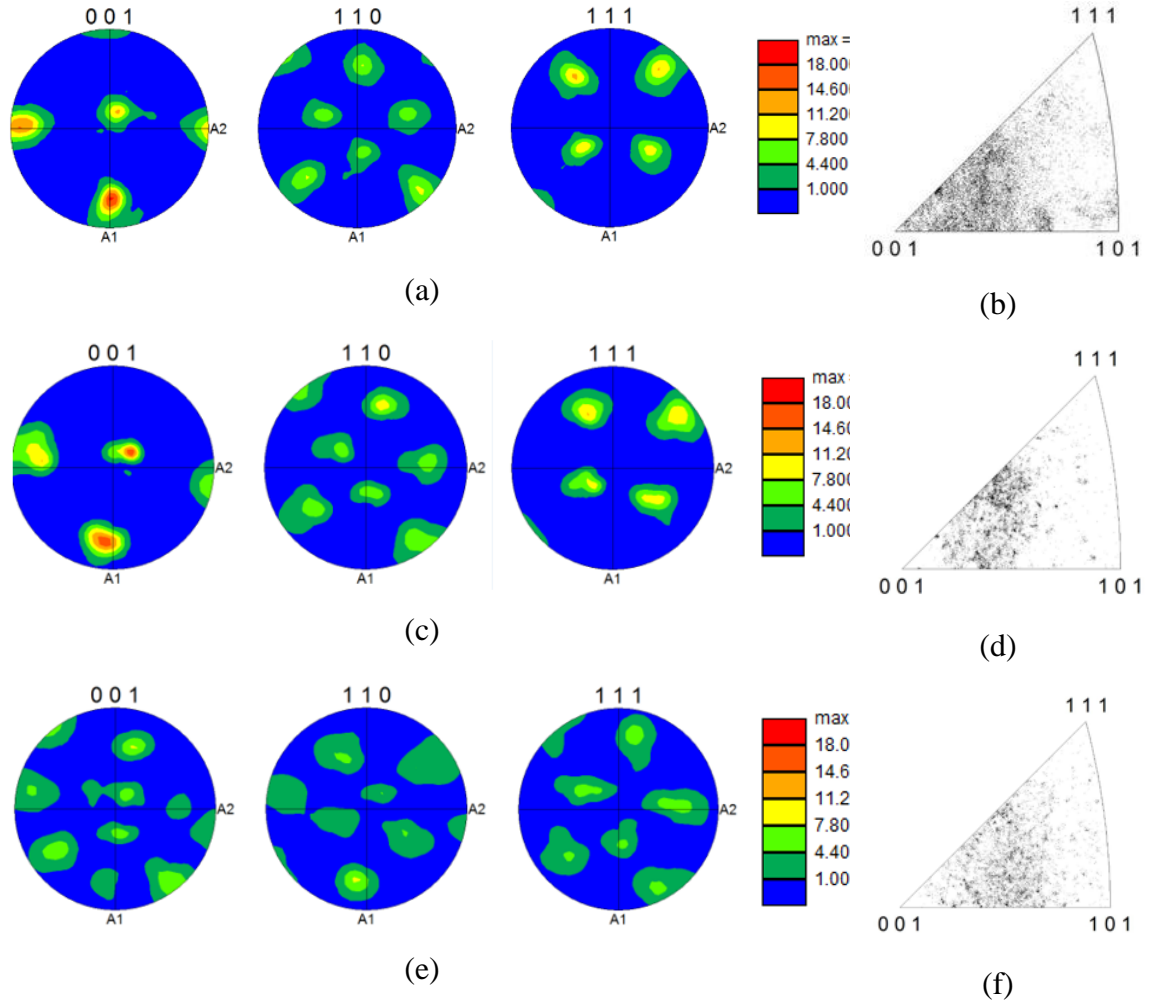 0 0 1
1 1 0
1 1 1
1 1 1
max =
18.000
14.600
11.200
7.800
4.400
1.000
A2
A2
A2
A1
A1
A1
0 0 1
1 0 1
(a)
(b)
0 0 1
1 1 0
1 1 1
1 1 1
max
18.00
14.60
11.20
7.800
4.400
1.000
A2
A2
A2
A1
A1
A1
0 0 1
1 0 1
(c)
(d)
0 0 1
1 1 0
1 1 1
1 1 1
max
18.0
14.6
11.2
7.80
4.40
1.00
A2
A2
A2
A1
A1
A1
0 0 1
1 0 1
(e)
(f)